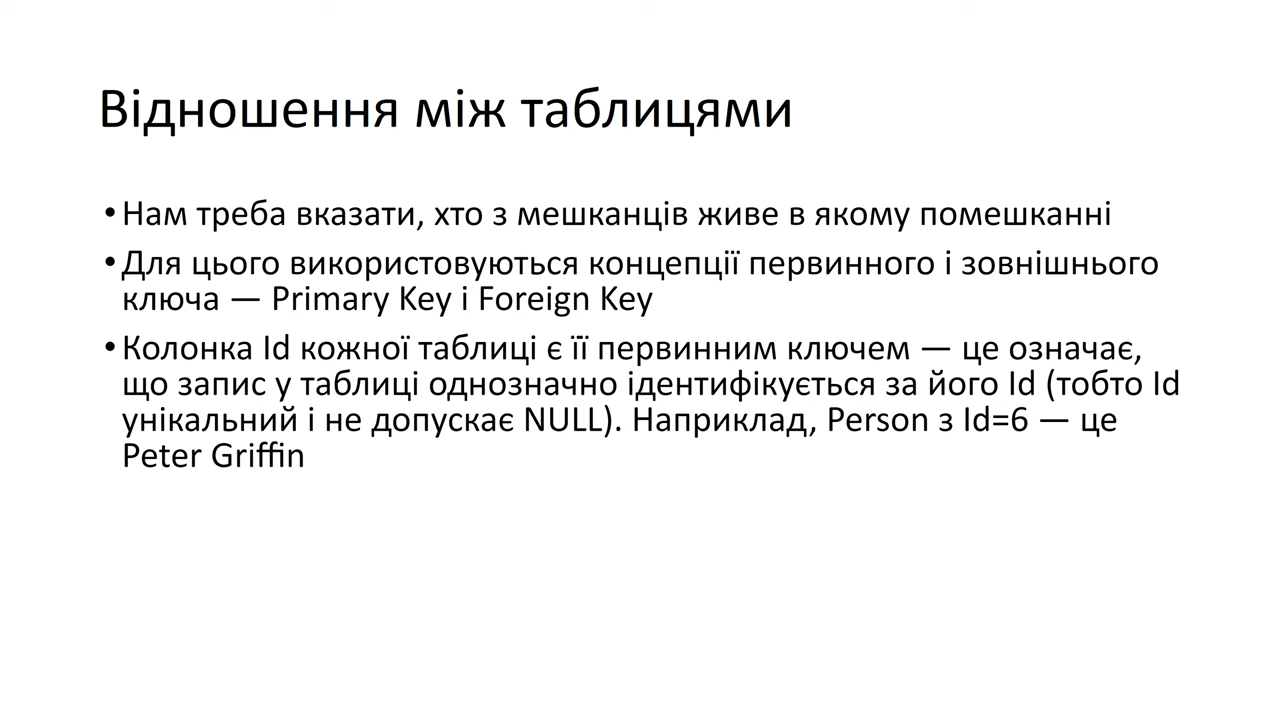 Відношення між таблицями
•Нам треба вказати, хто з мешканців живе в якому помешканні
•Для цього використовуються концепції первинного і зовнішнього
ключа — Primary Key і Foreign Key
•Колонка Id кожної таблиці є її первинним ключем — це означає,
що запис у таблиці однозначно ідентифікується за його Id (тобто Id
унікальний і не допускає NULL). Наприклад, Person з Id=6 — це
Peter Griffin